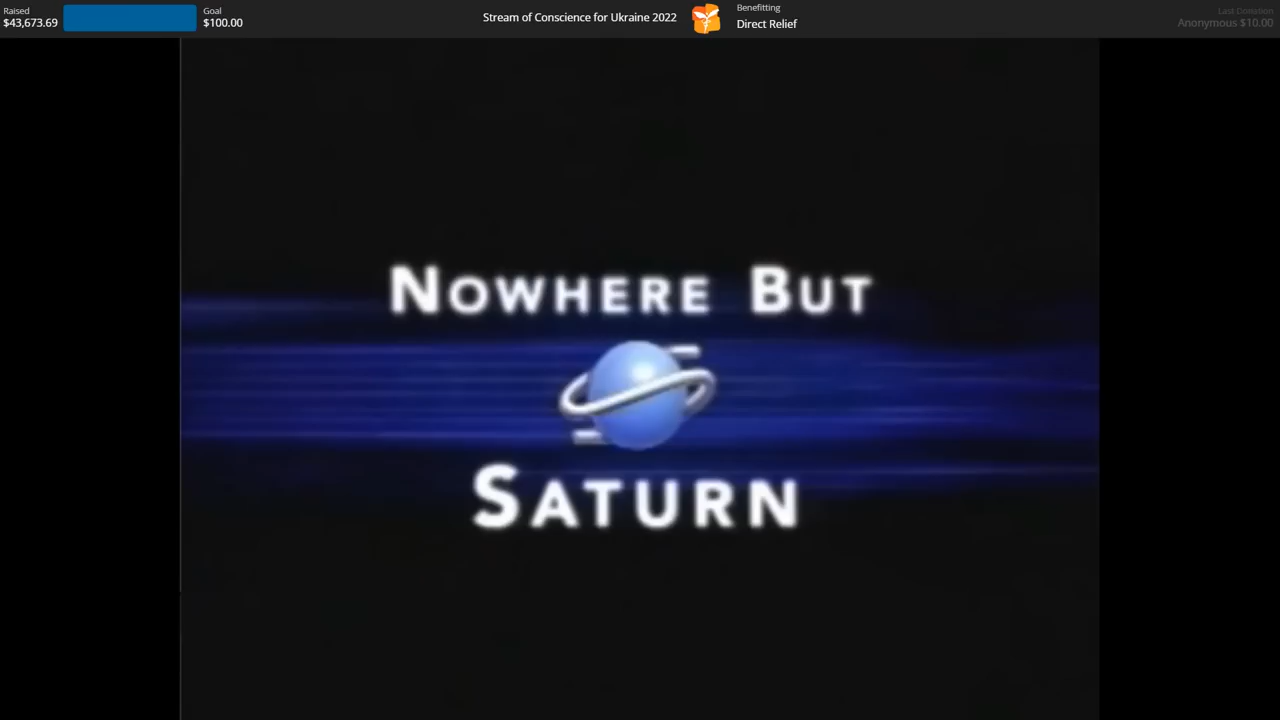 Raised
$43,673.69
Goal
$100.00
Stream of Conscience for Ukraine 2022
Benefitting
Direct Relief
Last Donation
Anonymous $10.00
NOWHERE BUT
SATURN